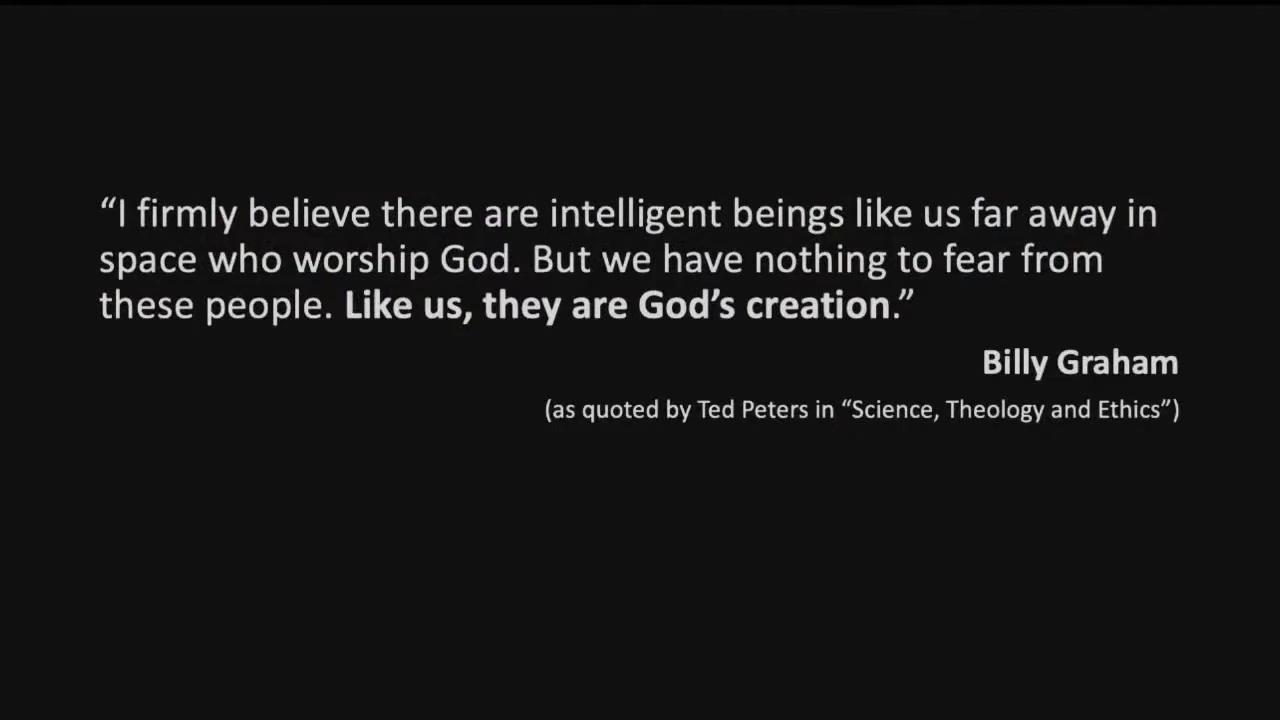 “I firmly believe there are intelligent beings like us far away in
space who worship God. But we have nothing to fear from
these people. Like us, they are God’s creation.”
Billy Graham
(as quoted by Ted Peters in “Science, Theology and Ethics”)